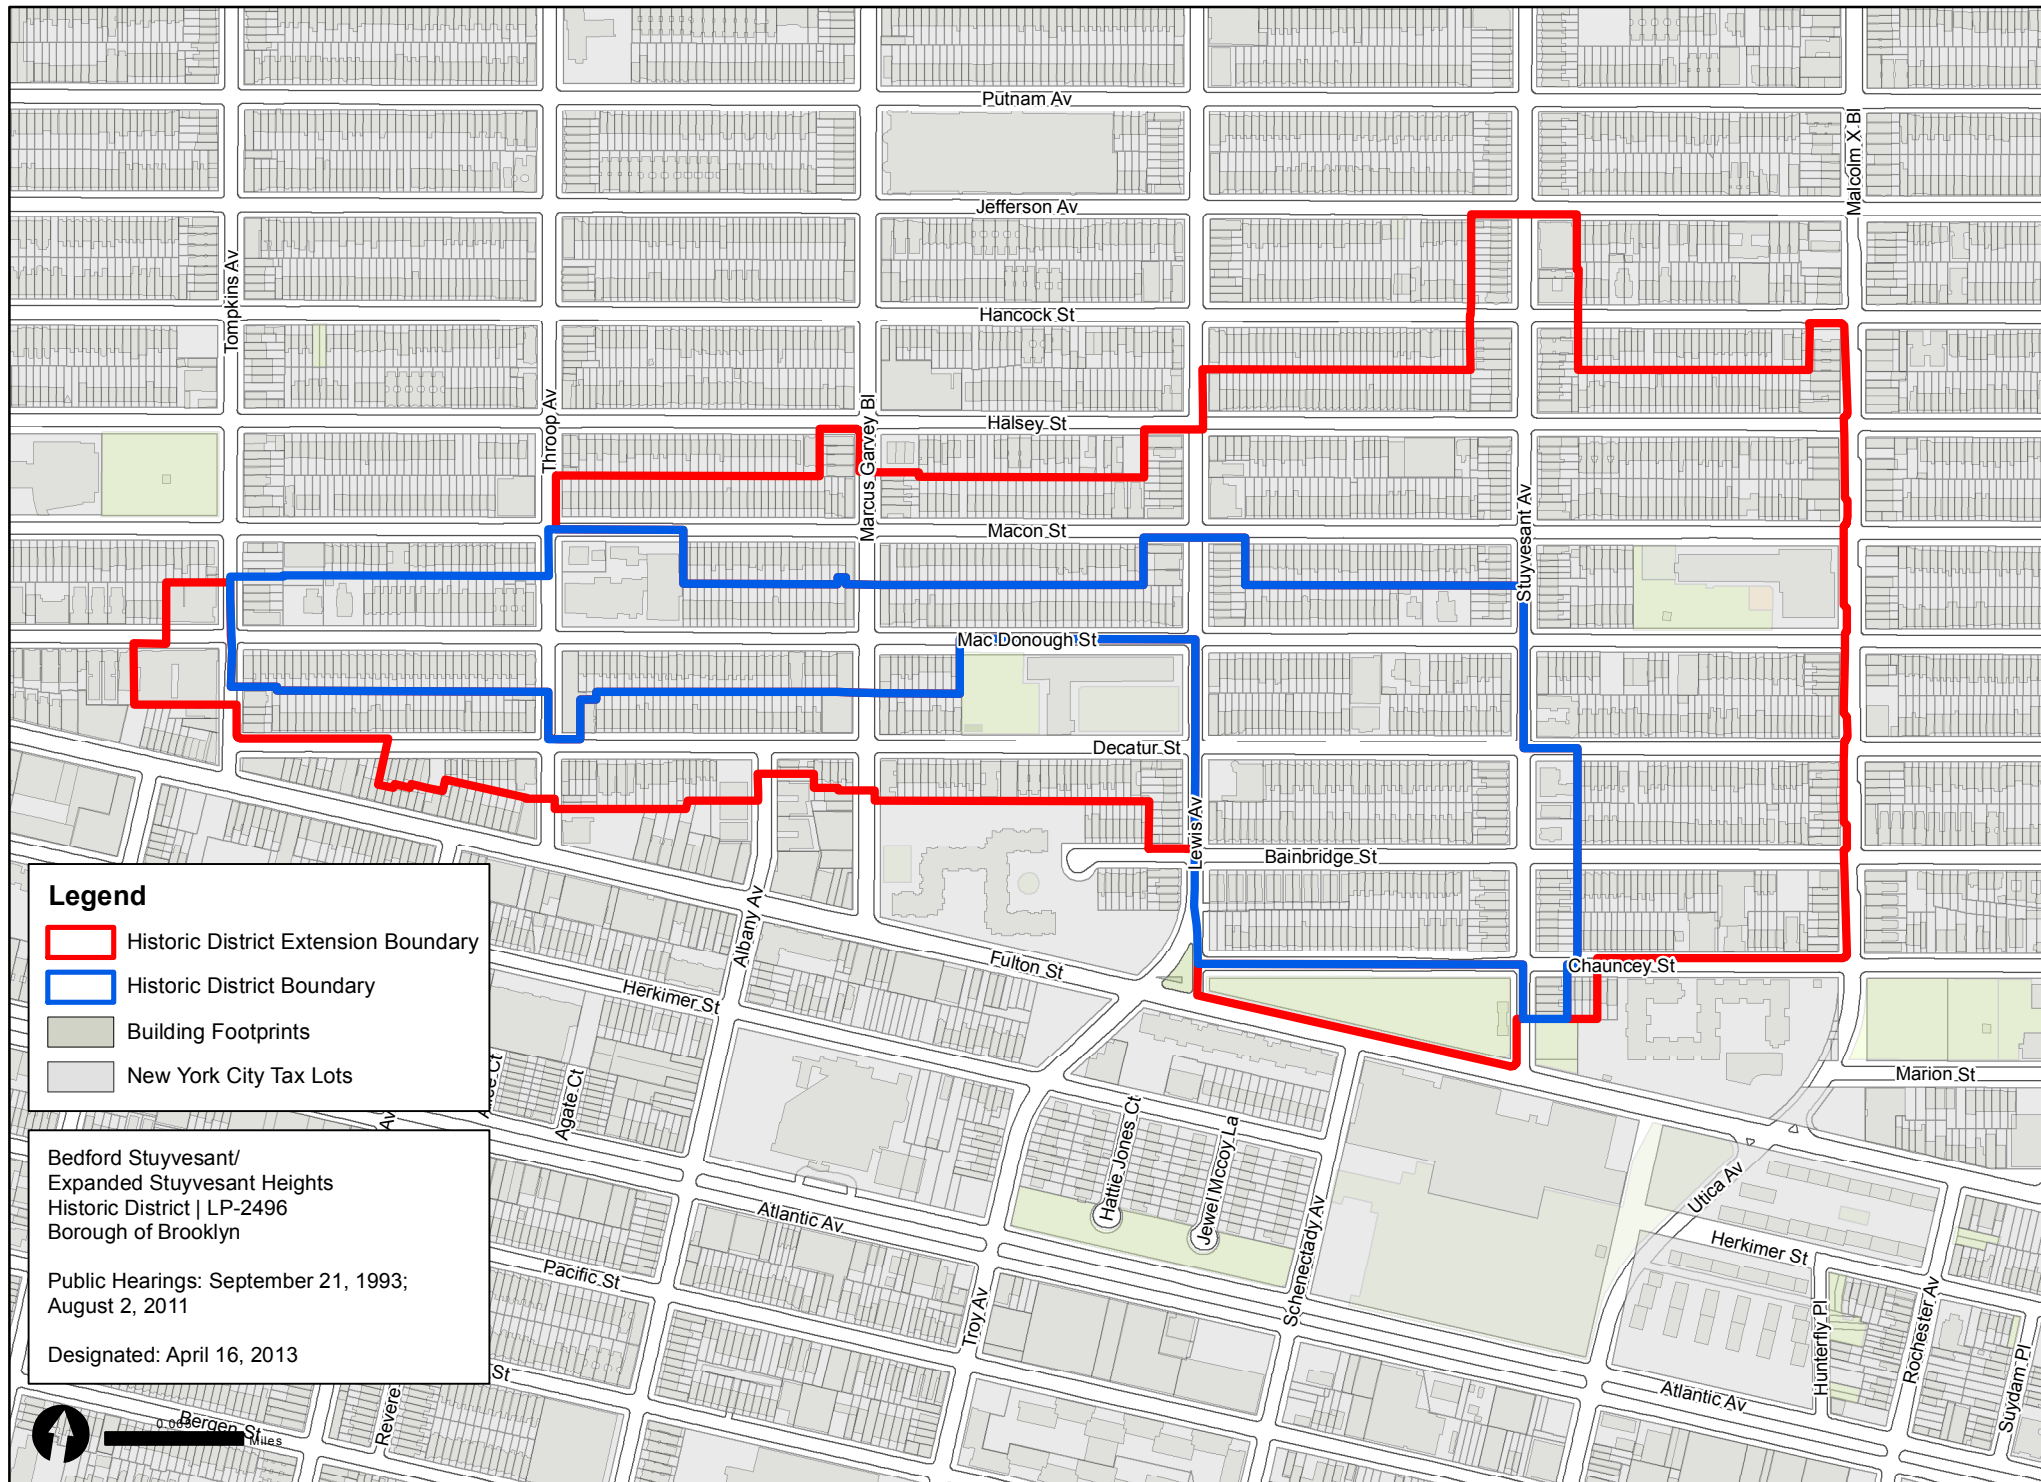 Putnam Av
Malcolm X Bl
Jefferson Av
Tompkins Av
Hancock St
Throop Av
Marcus Garvey Bl
Halsey St
Stuyvesant Av
Macon St
Mac Donough St
Decatur St
Lewis Av
Bainbridge St
Legend
Historic District Extension Boundary
Historic District Boundary
Building Footprints
New York City Tax Lots
Albany Av
Fulton St
Chauncey St
Herkimer St
Marion St
Agate Ct
Ct
Av
Hattie Jones Ct
Jewel Mccoy La
Schenectady Av
Utica Av
Bedford Stuyvesant/
Expanded Stuyvesant Heights
Historic District | LP-2496
Borough of Brooklyn
Public Hearings: September 21, 1993;
August 2, 2011
Designated: April 16, 2013
Atlantic Av
Herkimer St
Pacific St
Troy Av
Hunterfly Pl
Rochester Av
Suydam Pl
St
Revere
Atlantic Av
Bergen St
Miles